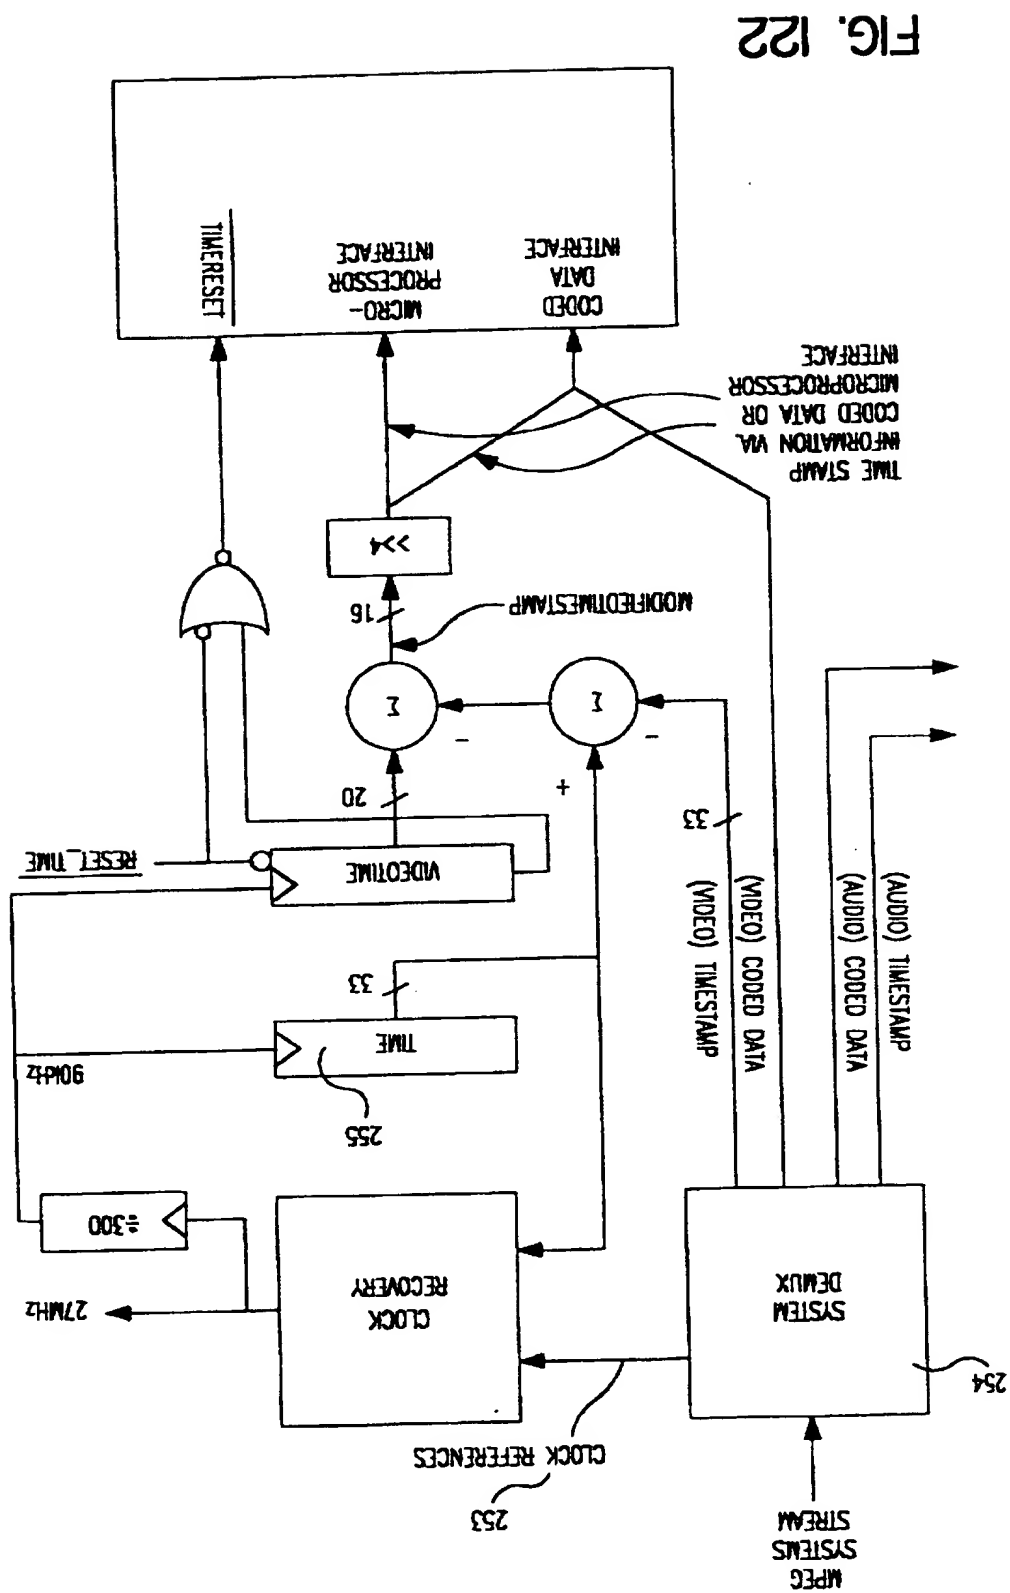 MPEG
SYSTEMS
STREAM
253
CLOCK REFERENCES
254
SYSTEM
DEMUX
CLOCK
RECOVERY
27MHz
÷300
255
90kHz
TIME
33
(AUDIO) TIMESTAMP
(AUDIO) CODED DATA
(VIDEO) CODED DATA
(VIDEO) TIMESTAMP
33
VIDEOTIME
RESET_TIME
20
+
-
-
Σ
Σ
MODIFIEDTIMESTAMP
16
>>4
TIME STAMP
INFORMATION VIA
CODED DATA OR
MICROPROCESSOR
INTERFACE
CODED
DATA
INTERFACE
MICRO-
PROCESSOR
INTERFACE
TIMERESET
FIG. 122